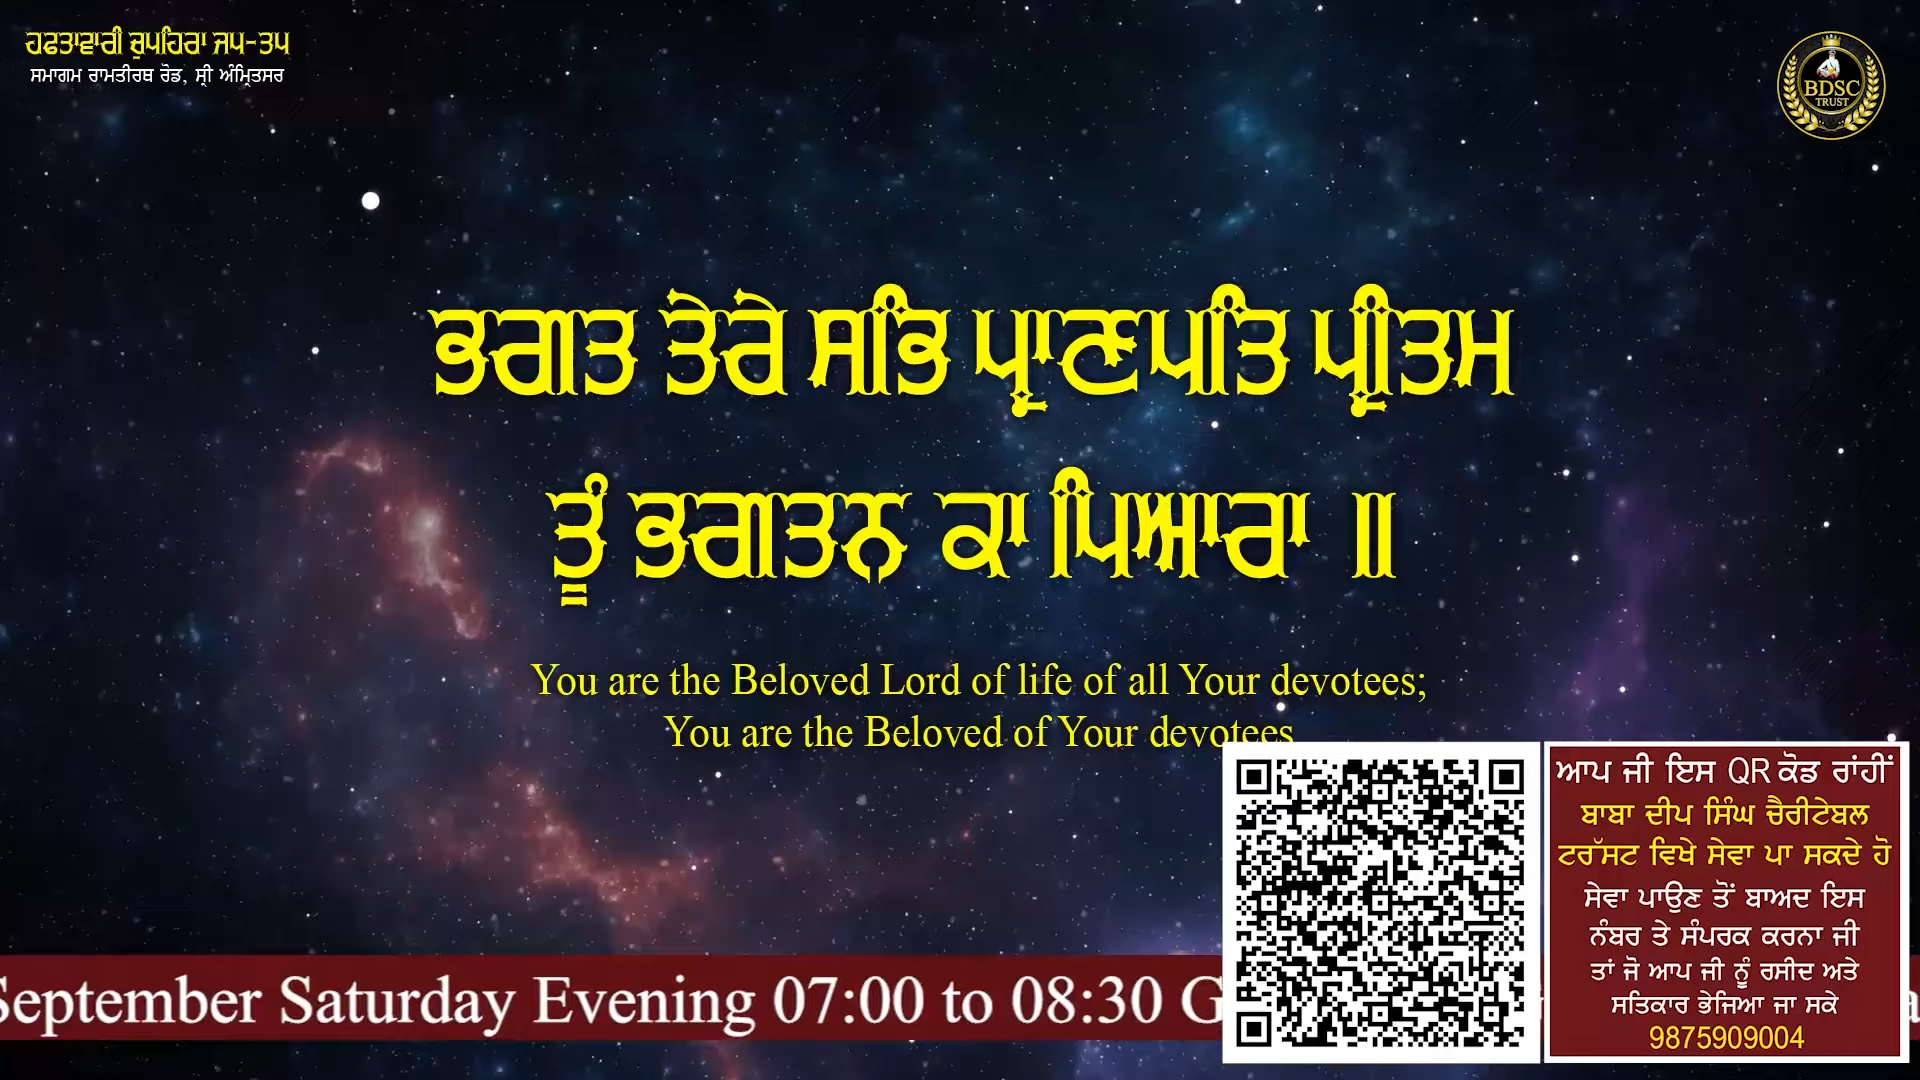 ਹਫਤਾਵਾਰੀ ਚੁਪਹਿਰਾ ਜਪ-ਤਪ
ਸਮਾਗਮ ਰਾਮਤੀਰਥ ਰੋਡ, ਸ੍ਰੀ ਅੰਮ੍ਰਿਤਸਰ
BDSC
TRUST
ਭਗਤ ਤੇਰੇ ਸਭਿ ਪ੍ਰਾਣਪਤਿ ਪ੍ਰੀਤਮ
ਤੂੰ ਭਗਤਨ ਕਾ ਪਿਆਰਾ ॥
You are the Beloved Lord of life of all Your devotees;
You are the Beloved of Your devotees
ਆਪ ਜੀ ਇਸ QR ਕੋਡ ਰਾਂਹੀਂ
ਬਾਬਾ ਦੀਪ ਸਿੰਘ ਚੈਰੀਟੇਬਲ
ਟਰੱਸਟ ਵਿਖੇ ਸੇਵਾ ਪਾ ਸਕਦੇ ਹੋ
ਸੇਵਾ ਪਾਉਣ ਤੋਂ ਬਾਅਦ ਇਸ
ਨੰਬਰ ਤੇ ਸੰਪਰਕ ਕਰਨਾ ਜੀ
ਤਾਂ ਜੋ ਆਪ ਜੀ ਨੂੰ ਰਸੀਦ ਅਤੇ
ਸਤਿਕਾਰ ਭੇਜਿਆ ਜਾ ਸਕੇ
9875909004
September Saturday Evening 07:00 to 08:30 G